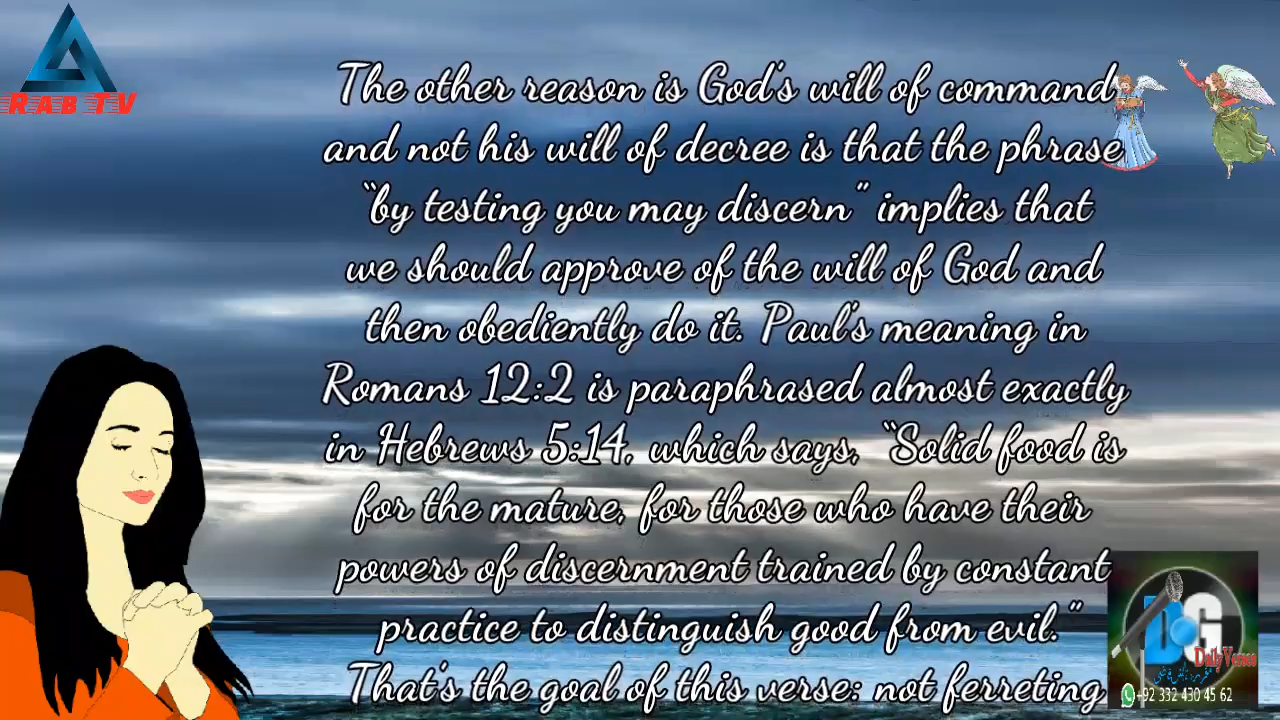 RAB TV
The other reason is God's will of command
and not his will of decree is that the phrase
“by testing you may discern” implies that
we should approve of the will of God and
then obediently do it. Paul's meaning in
Romans 12:2 is paraphrased almost exactly
in Hebrews 5:14, which says, “Solid food is
for the mature, for those who have their
powers of discernment trained by constant
practice to distinguish good from evil.”
That's the goal of this verse: not ferreting
DG
Daily Verse
+92 332 430 45 62